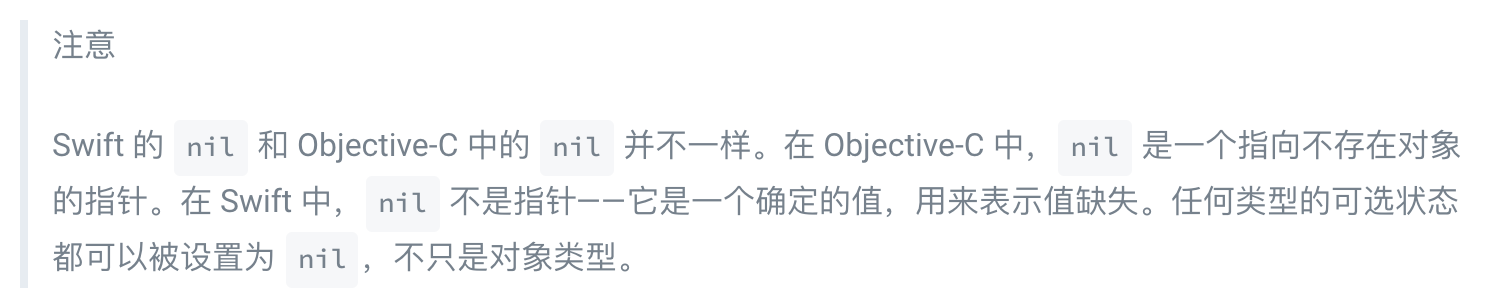 注意
Swift 的 nil 和 Objective-C 中的 nil 并不一样。在 Objective-C 中，nil 是一个指向不存在对象
的指针。在 Swift 中，nil 不是指针——它是一个确定的值，用来表示值缺失。任何类型的可选状态
都可以被设置为 nil，不只是对象类型。